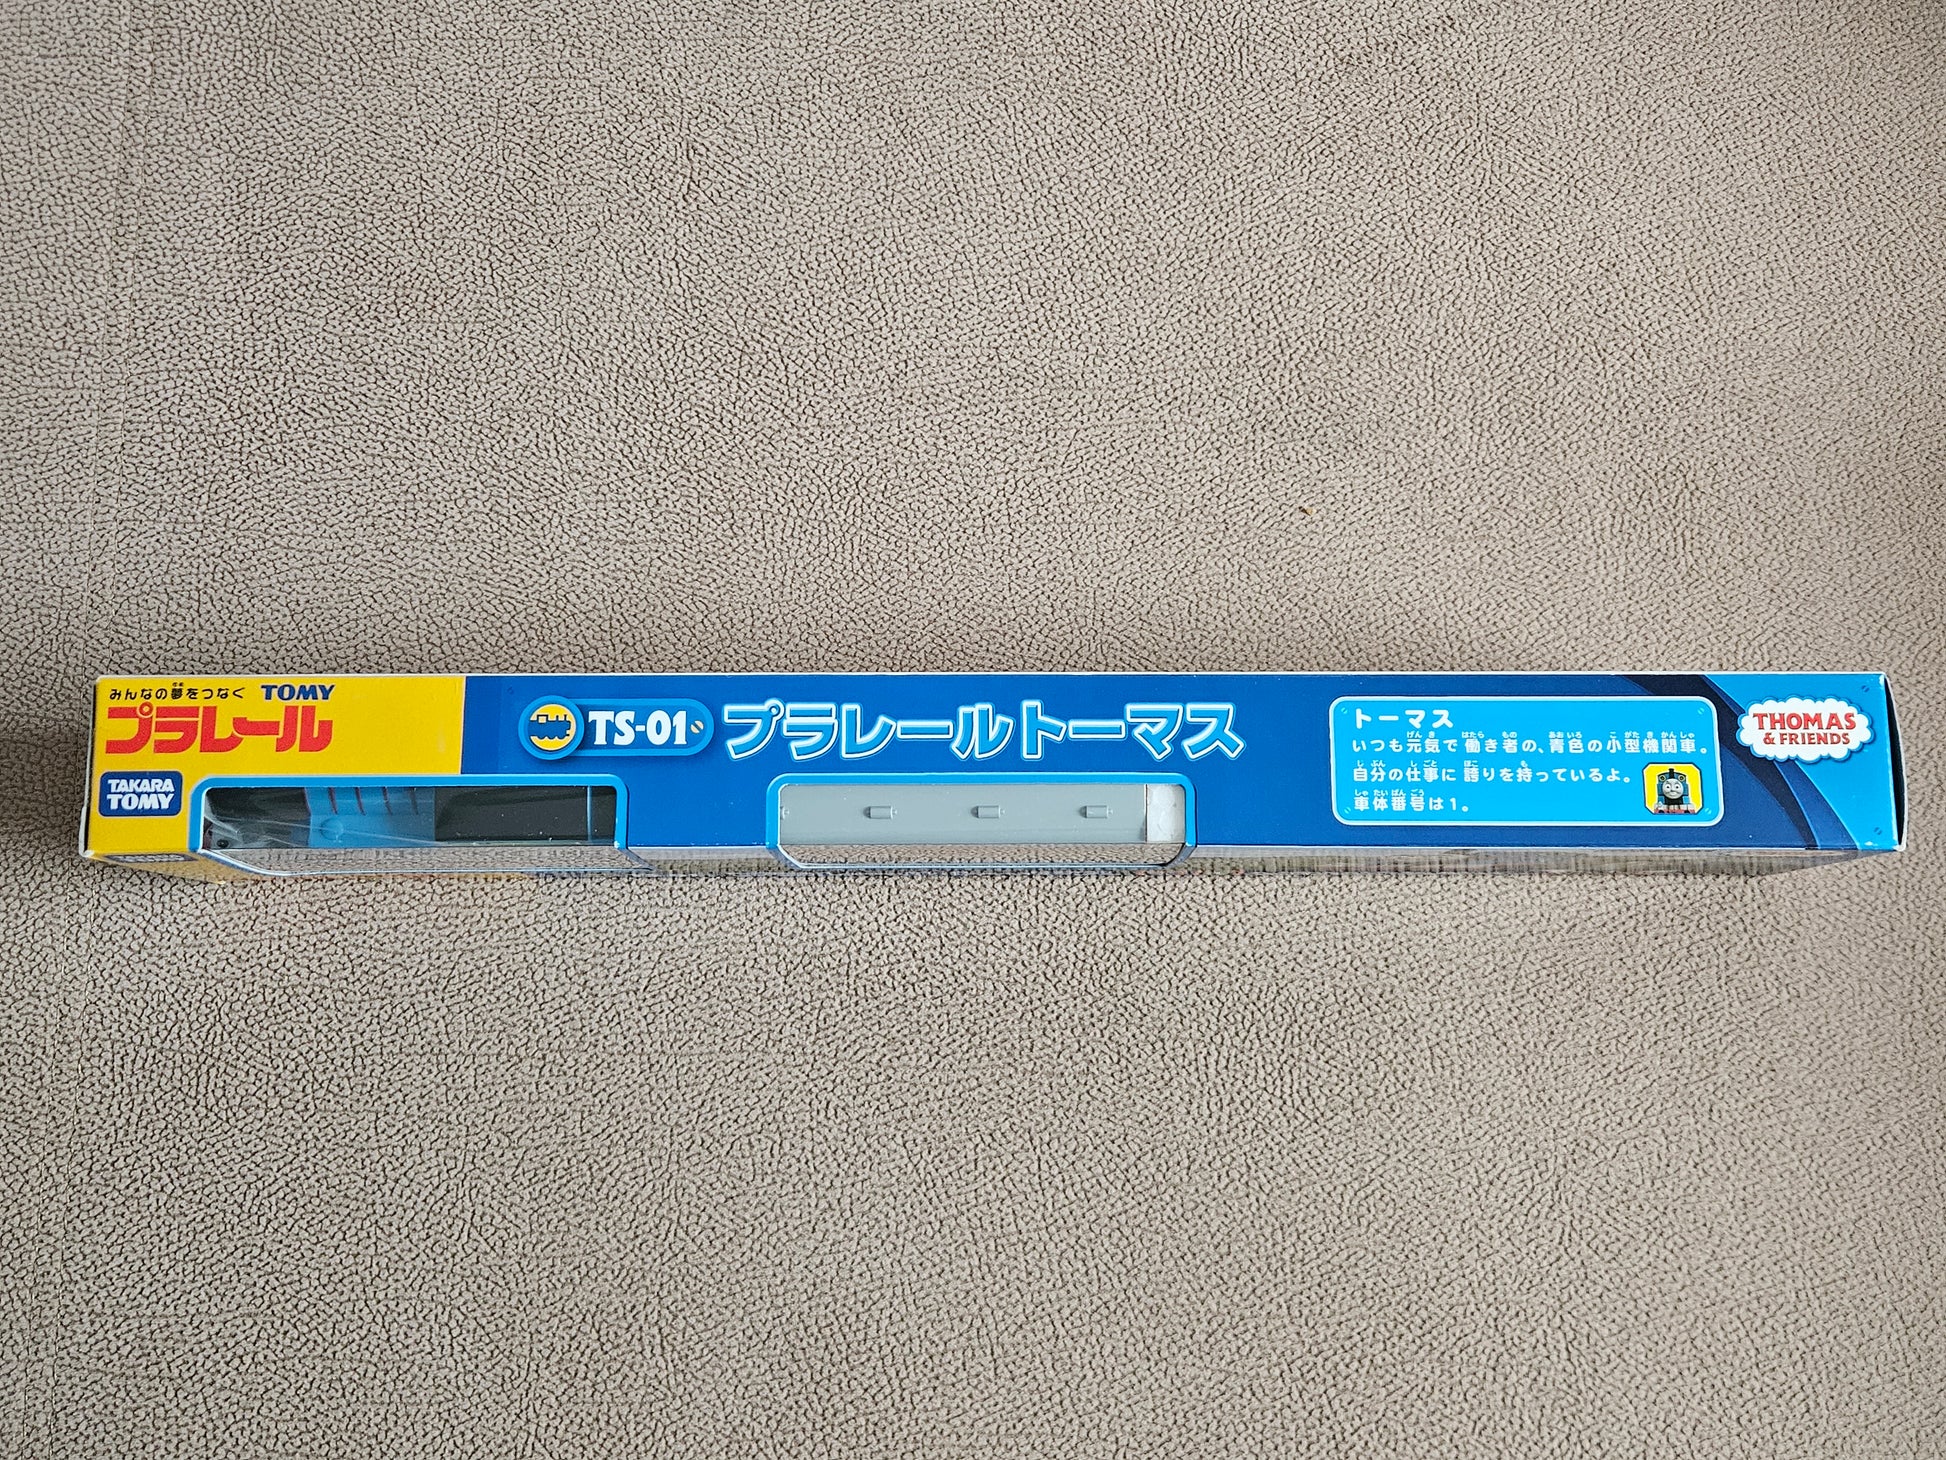 みんなの夢をつなぐ TOMY
プラレール
TAKARA
TOMY
TS-01 プラレールトーマス
トーマス
いつも元気で働き者の、青色の小型機関車。
自分の仕事に誇りを持っているよ。
車体番号は1。
THOMAS
& FRIENDS